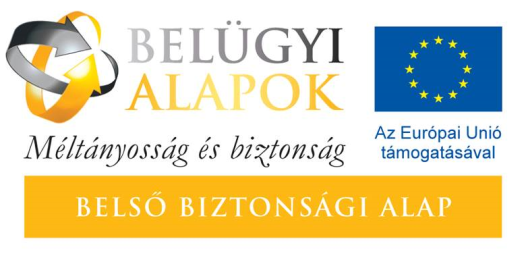 BELÜGYI
ALAPOK
Méltányosság és biztonság
Az Európai Unió
támogatásával
BELSŐ BIZTONSÁGI ALAP